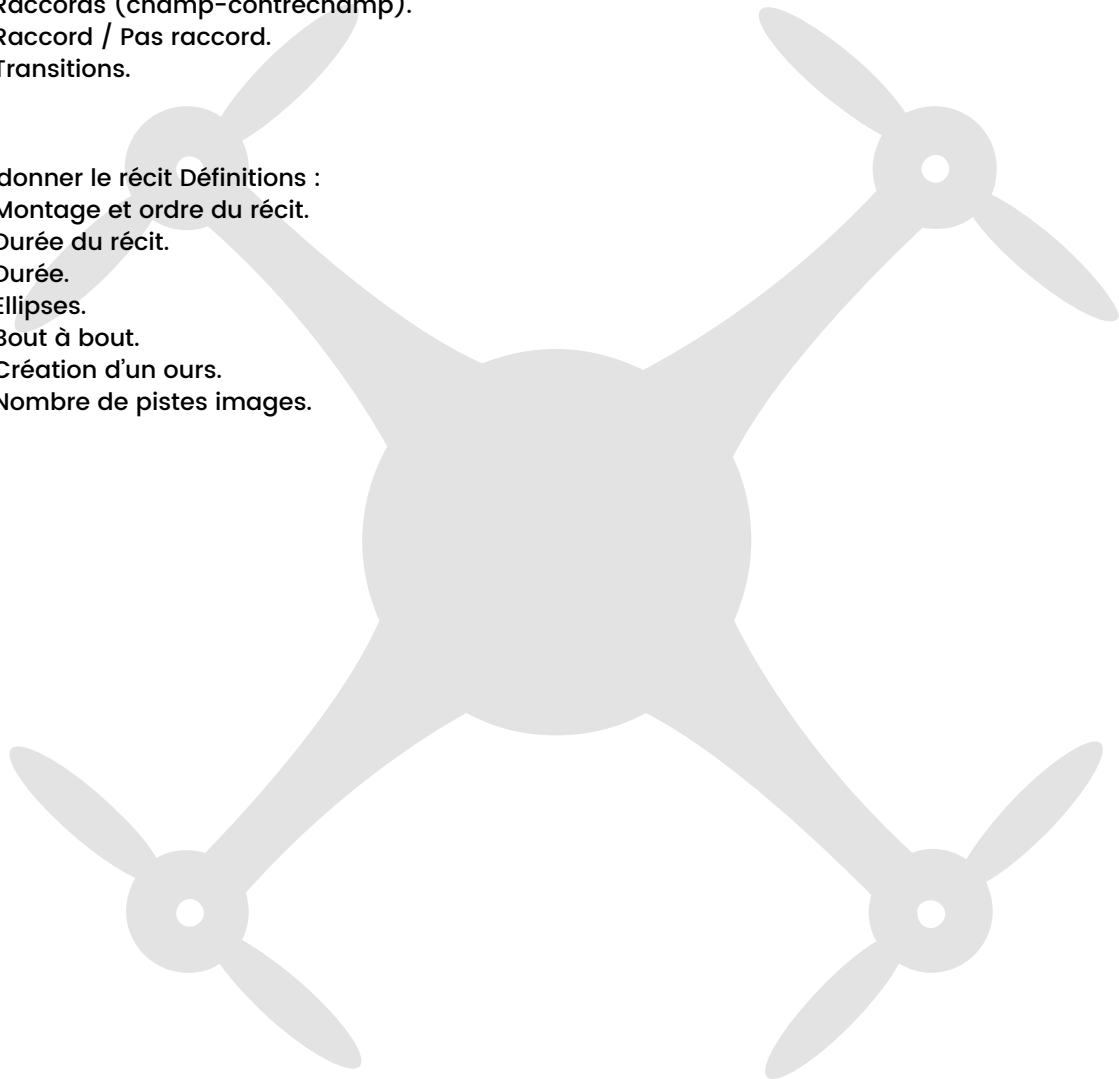 Raccords (champ-contrechamp).
Raccord / Pas raccord.
Transitions.
donner le récit Définitions :
Montage et ordre du récit.
Durée du récit.
Durée.
Ellipses.
Bout à bout.
Création d’un ours.
Nombre de pistes images.